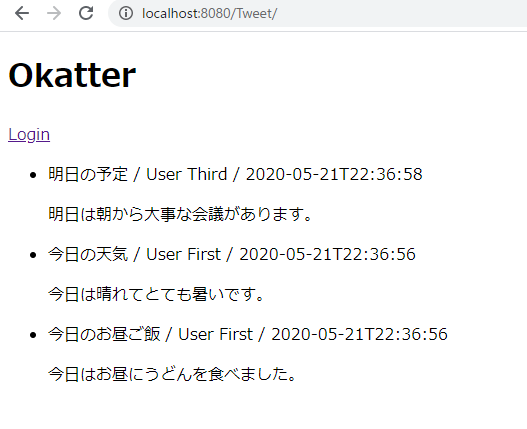 localhost:8080/Tweet/
Okatter
Login
明日の予定 / User Third / 2020-05-21T22:36:58
明日は朝から大事な会議があります。
今日の天気 / User First / 2020-05-21T22:36:56
今日は晴れてとても暑いです。
今日のお昼ご飯 / User First / 2020-05-21T22:36:56
今日はお昼にうどんを食べました。